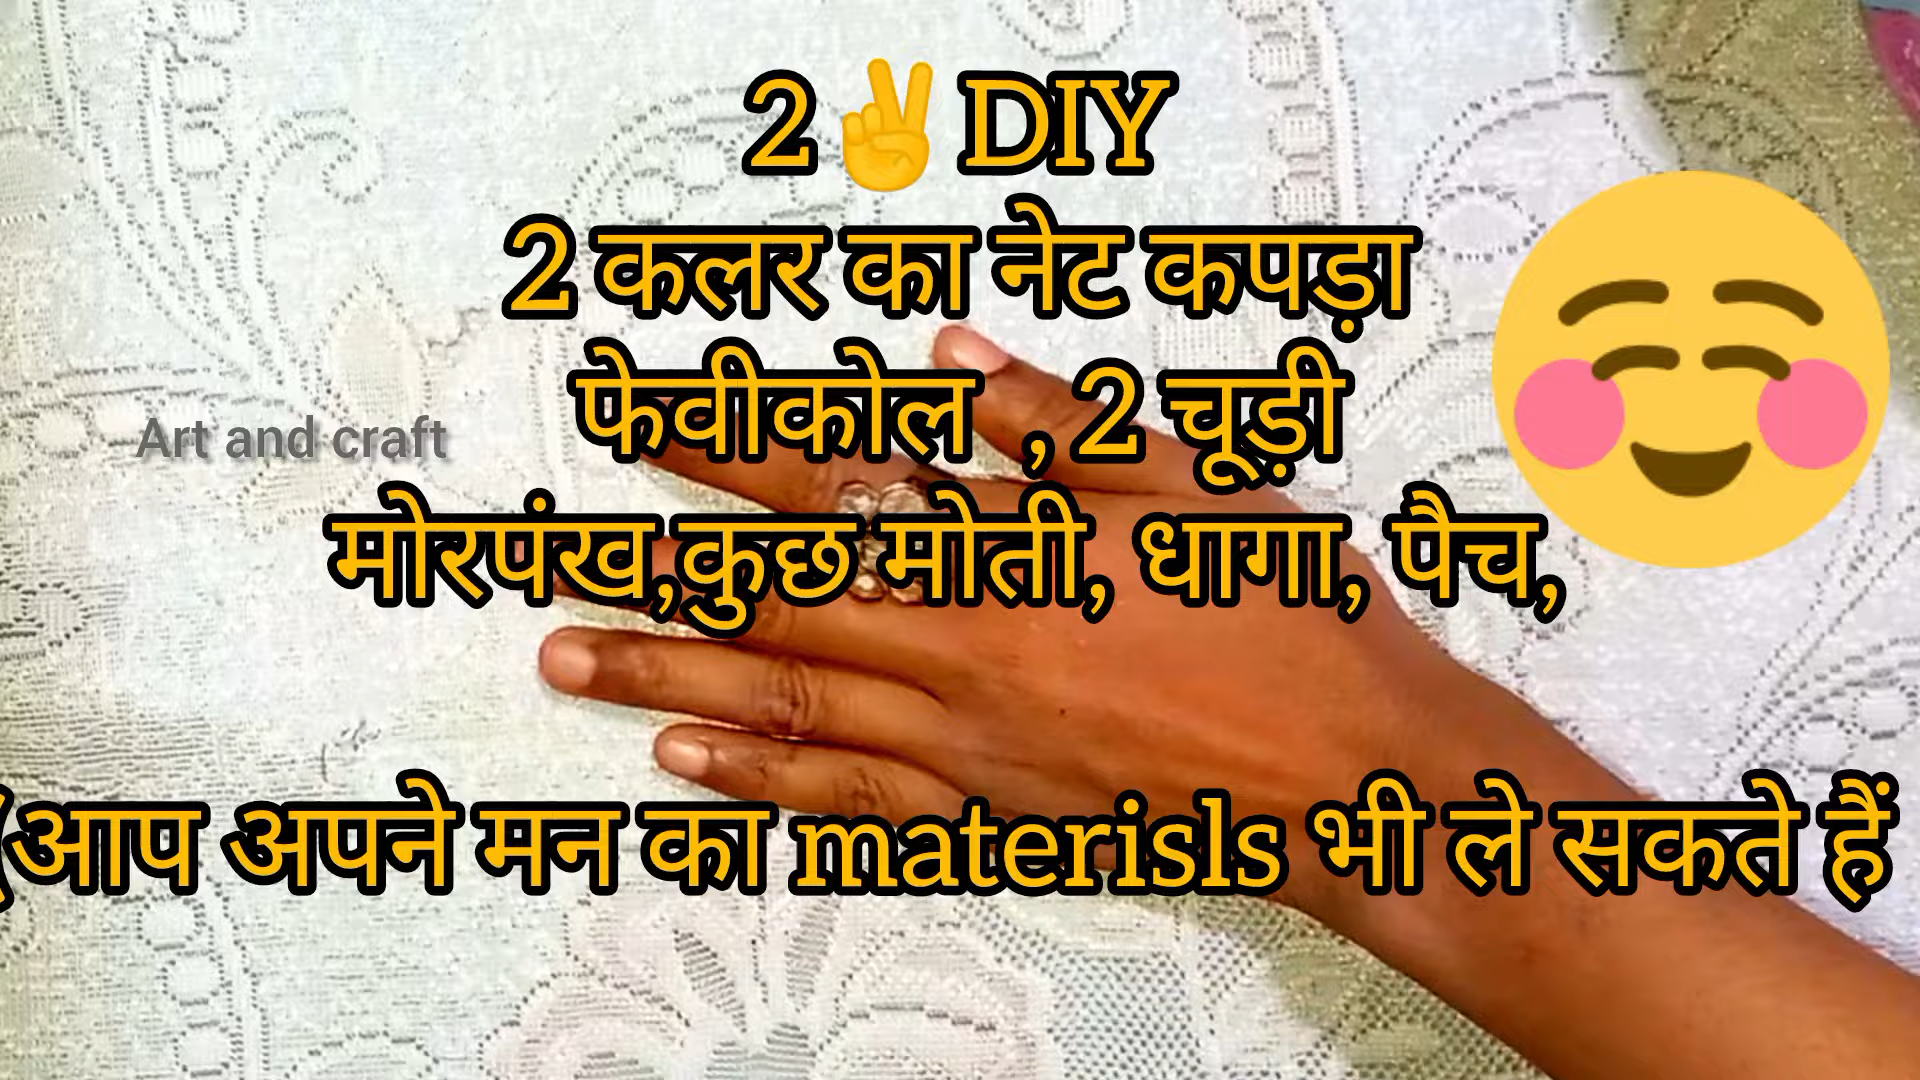 2✌DIY
2 कलर का नेट कपड़ा
फेवीकोल , 2 चूड़ी
Art and craft
मोरपंख,कुछ मोती, धागा, पैच,
(आप अपने मन का materisls भी ले सकते हैं